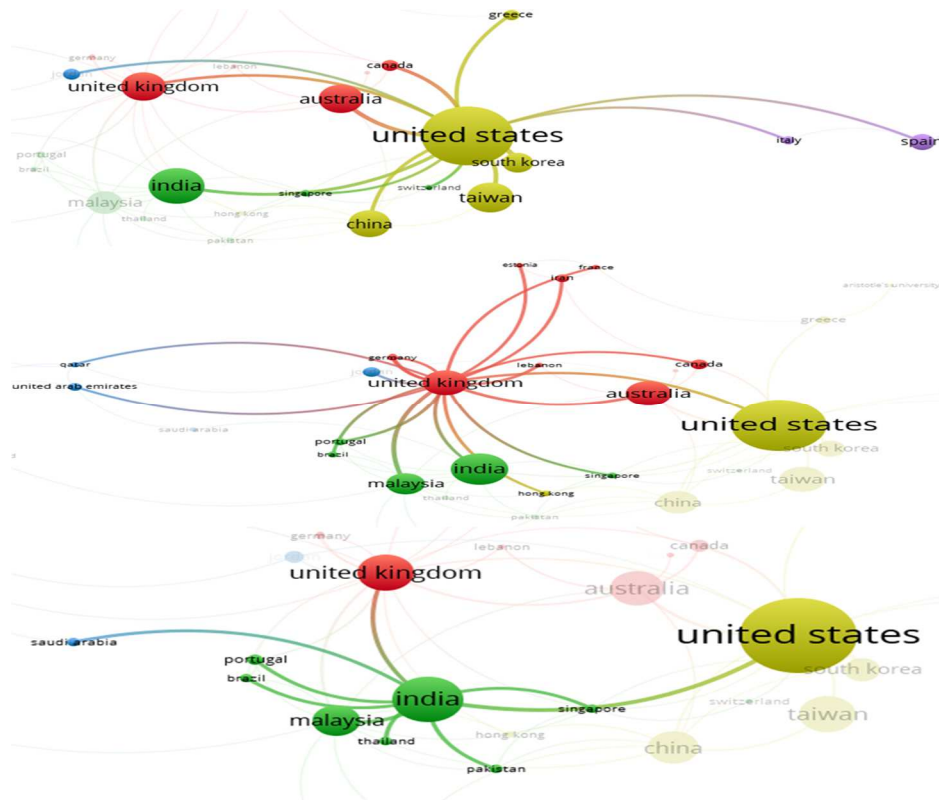 greece
germany
canada
lebanon
united kingdom
australia
united states
italy
spain
south korea
portugal
brazil
india
singapore
switzerland
taiwan
malaysia
thailand
hong kong
china
pakistan
estonia
france
iran
aristotle's university
greece
germany
qatar
lebanon
canada
united kingdom
united arab emirates
australia
united states
saudi arabia
portugal
south korea
brazil
india
singapore
switzerland
taiwan
malaysia
hong kong
thailand
china
pakistan
germany
lebanon
canada
united kingdom
australia
united states
saudi arabia
portugal
south korea
brazil
india
singapore
switzerland
taiwan
malaysia
thailand
hong kong
china
pakistan